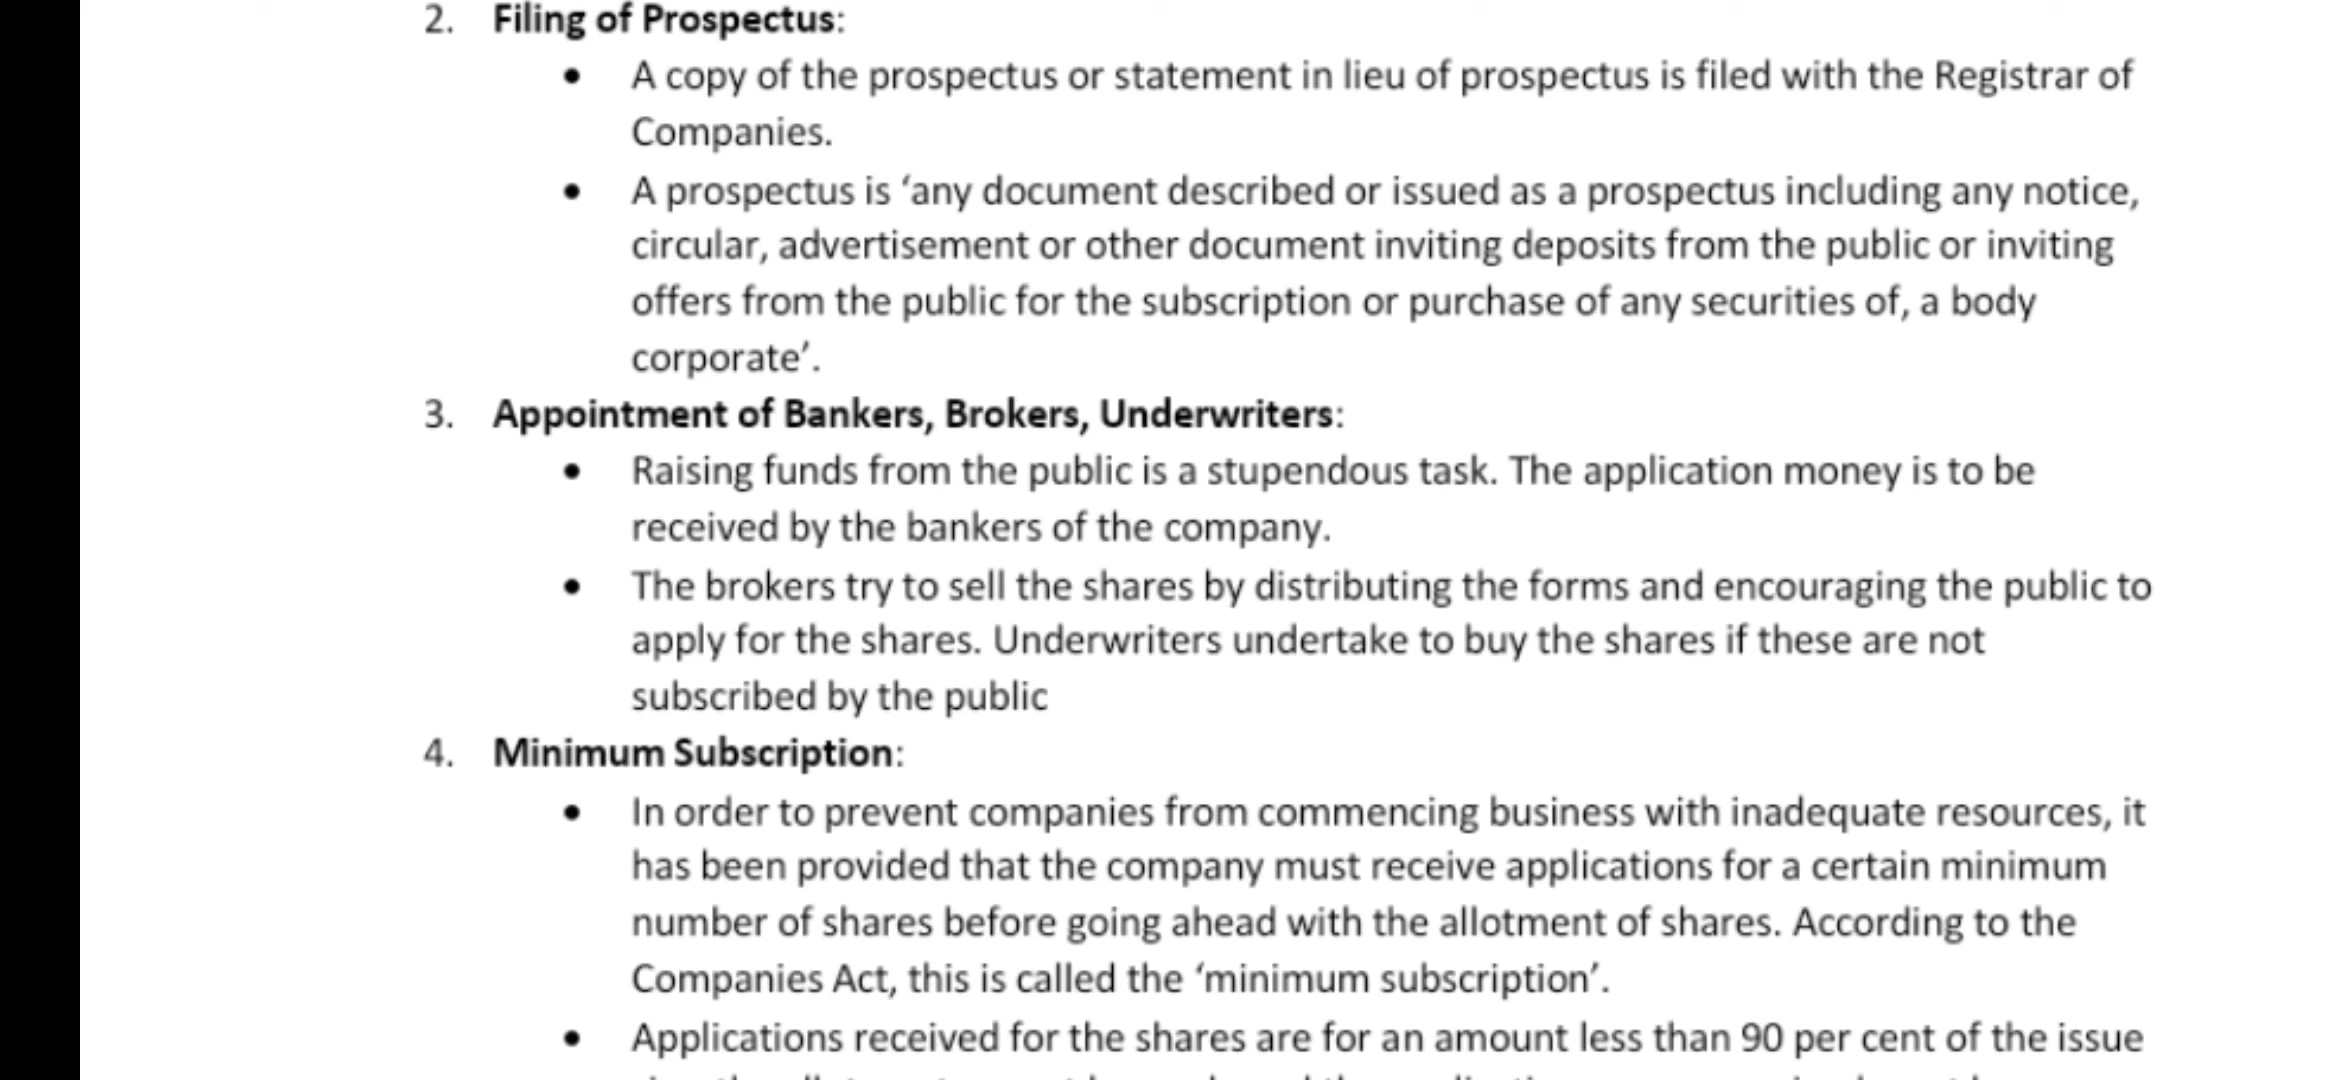 2. Filing of Prospectus:
• A copy of the prospectus or statement in lieu of prospectus is filed with the Registrar of
Companies.
• A prospectus is ‘any document described or issued as a prospectus including any notice,
circular, advertisement or other document inviting deposits from the public or inviting
offers from the public for the subscription or purchase of any securities of, a body
corporate’.
3. Appointment of Bankers, Brokers, Underwriters:
• Raising funds from the public is a stupendous task. The application money is to be
received by the bankers of the company.
• The brokers try to sell the shares by distributing the forms and encouraging the public to
apply for the shares. Underwriters undertake to buy the shares if these are not
subscribed by the public
4. Minimum Subscription:
• In order to prevent companies from commencing business with inadequate resources, it
has been provided that the company must receive applications for a certain minimum
number of shares before going ahead with the allotment of shares. According to the
Companies Act, this is called the ‘minimum subscription’.
• Applications received for the shares are for an amount less than 90 per cent of the issue